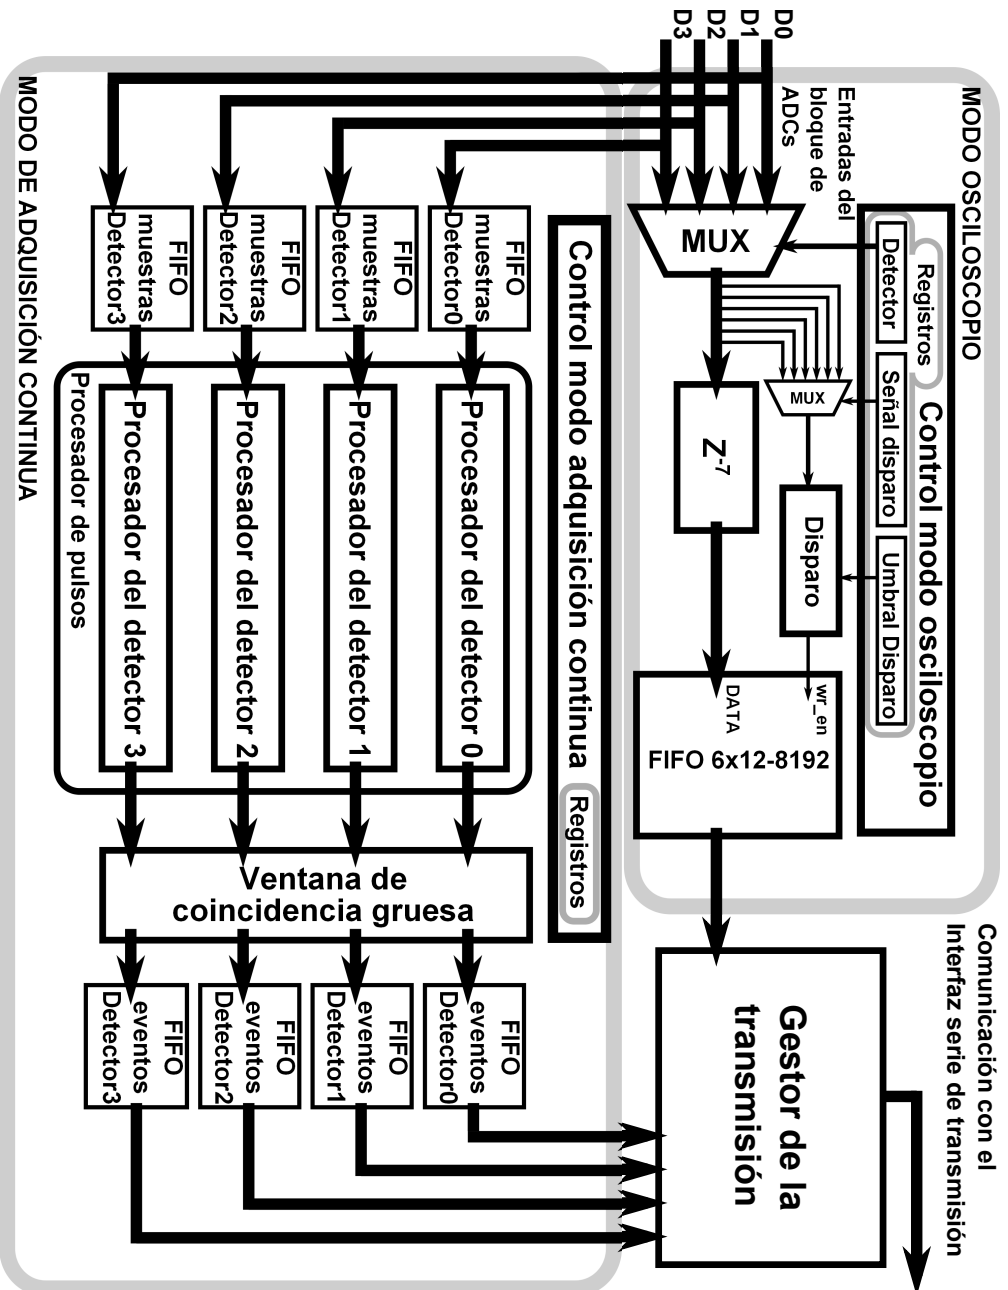 MODO OSCILOSCOPIO
Control modo osciloscopio
Registros
Detector
Señal disparo
Umbral Disparo
D0
D1
D2
D3
Entradas del
bloque de
ADCs
MUX
MUX
Disparo
Z-7
wr_en
DATA
FIFO 6x12-8192
Comunicación con el
Interfaz serie de transmisión
Gestor de la
transmisión
Control modo adquisición continua
Registros
FIFO
muestras
Detector0
FIFO
muestras
Detector1
FIFO
muestras
Detector2
FIFO
muestras
Detector3
Procesador del detector 0
Procesador del detector 1
Procesador del detector 2
Procesador del detector 3
Procesador de pulsos
Ventana de
coincidencia gruesa
FIFO
eventos
Detector0
FIFO
eventos
Detector1
FIFO
eventos
Detector2
FIFO
eventos
Detector3
MODO DE ADQUISICIÓN CONTINUA